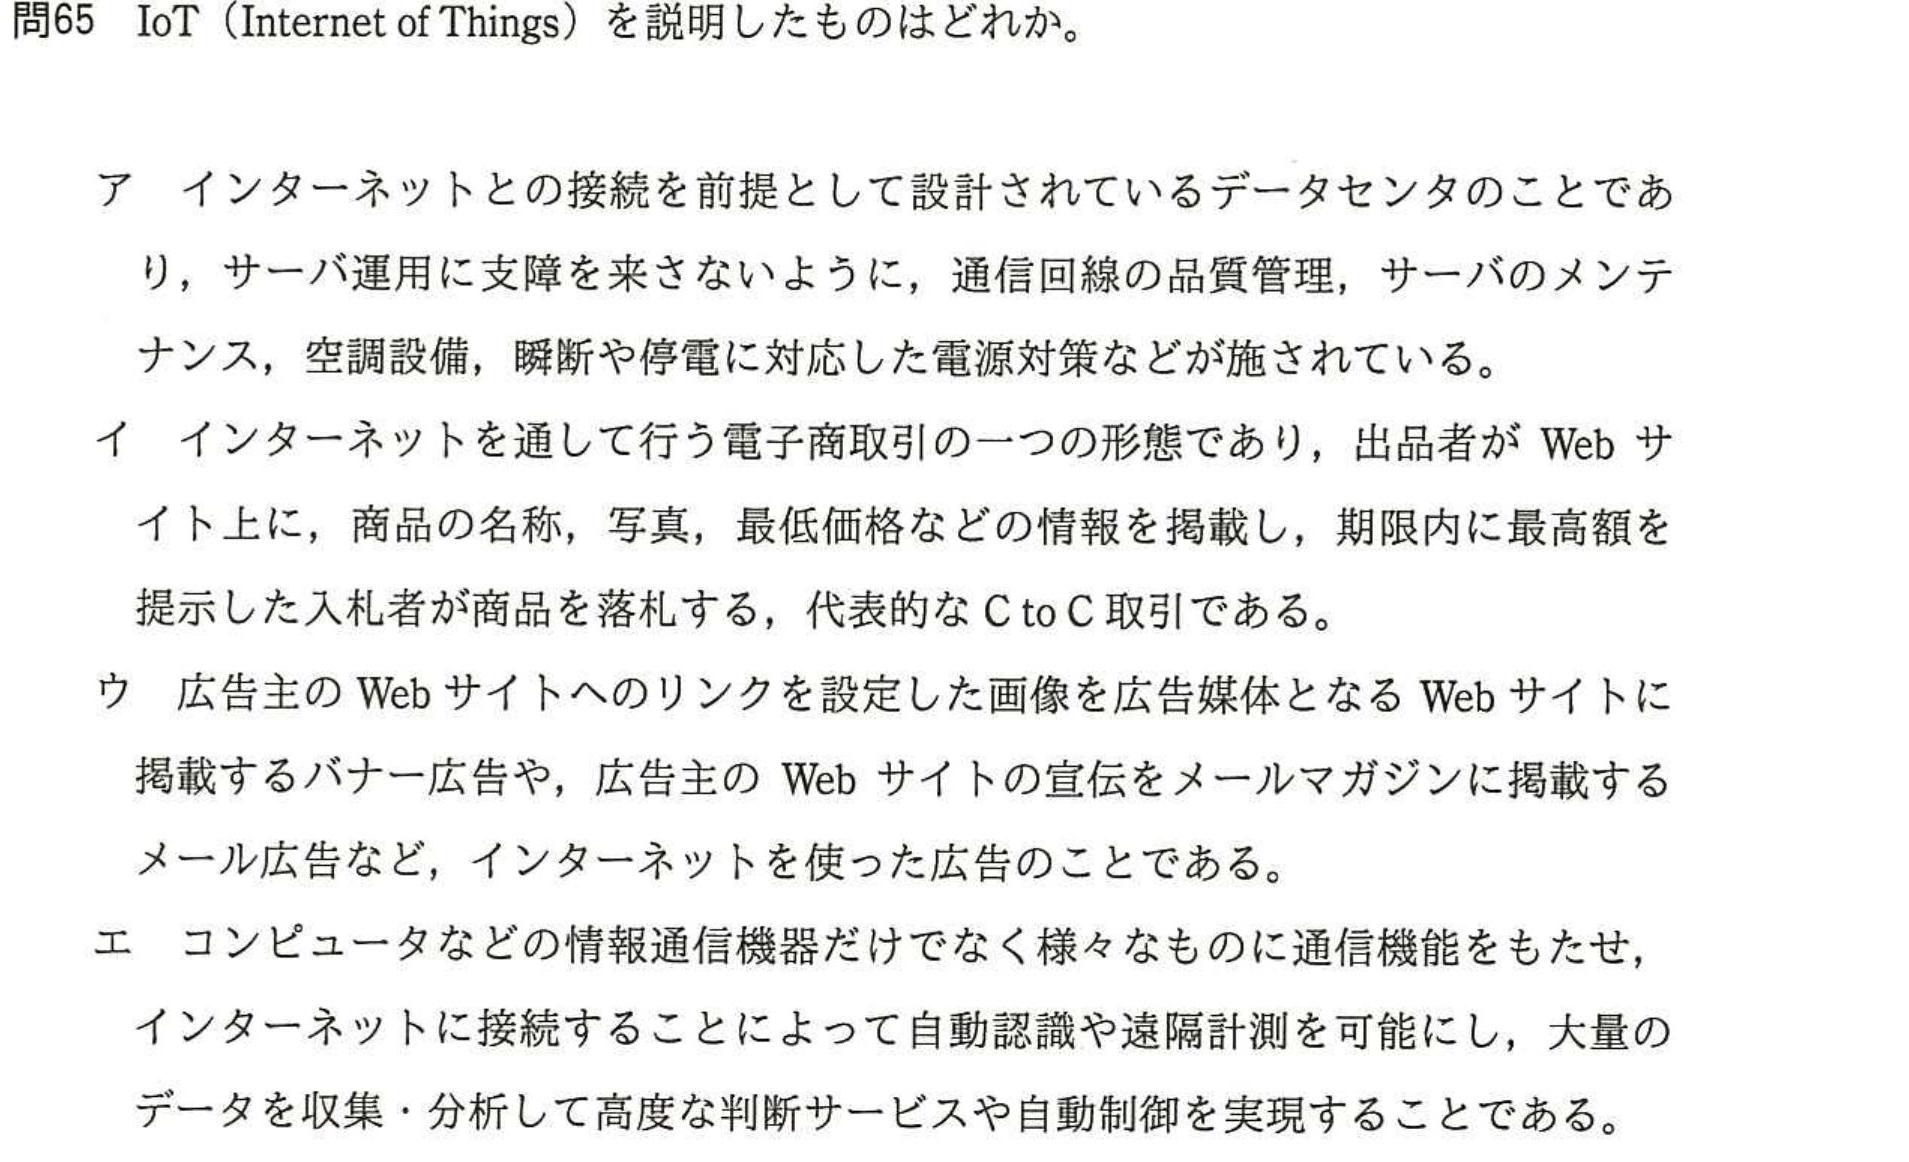 問65 IoT（Internet of Things）を説明したものはどれか。
ア インターネットとの接続を前提として設計されているデータセンタのことであ
り，サーバ運用に支障を来さないように，通信回線の品質管理，サーバのメンテ
ナンス，空調設備，瞬断や停電に対応した電源対策などが施されている。
イ インターネットを通して行う電子商取引の一つの形態であり，出品者が Web サ
イト上に，商品の名称，写真，最低価格などの情報を掲載し，期限内に最高額を
提示した入札者が商品を落札する，代表的な C to C 取引である。
ウ 広告主の Web サイトへのリンクを設定した画像を広告媒体となる Web サイトに
掲載するバナー広告や，広告主の Web サイトの宣伝をメールマガジンに掲載する
メール広告など，インターネットを使った広告のことである。
エ コンピュータなどの情報通信機器だけでなく様々なものに通信機能をもたせ，
インターネットに接続することによって自動認識や遠隔計測を可能にし，大量の
データを収集・分析して高度な判断サービスや自動制御を実現することである。